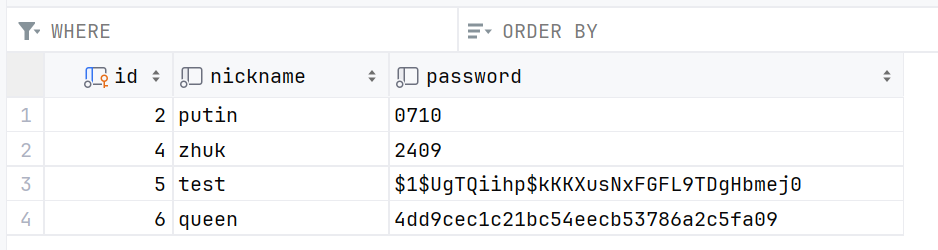 WHERE ORDER BY
id nickname password
1 2 putin 0710
2 4 zhuk 2409
3 5 test $1$UgTQiihp$kKKXusNxFGFL9TDgHbmej0
4 6 queen 4dd9cec1c21bc54eecb53786a2c5fa09